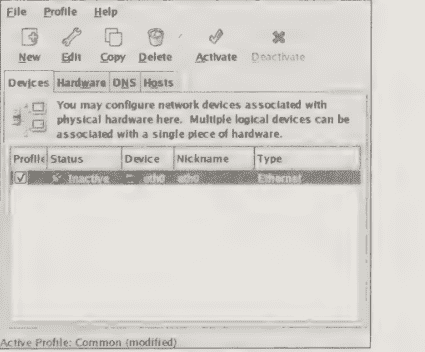 File Profile Help
New Edit Copy Delete Activate Deactivate
Devices Hardware DNS Hosts
You may configure network devices associated with
physical hardware here. Multiple logical devices can be
associated with a single piece of hardware.
Profile Status Device Nickname Type
Inactive eth0 eth0 Ethernet
Active Profile: Common (modified)